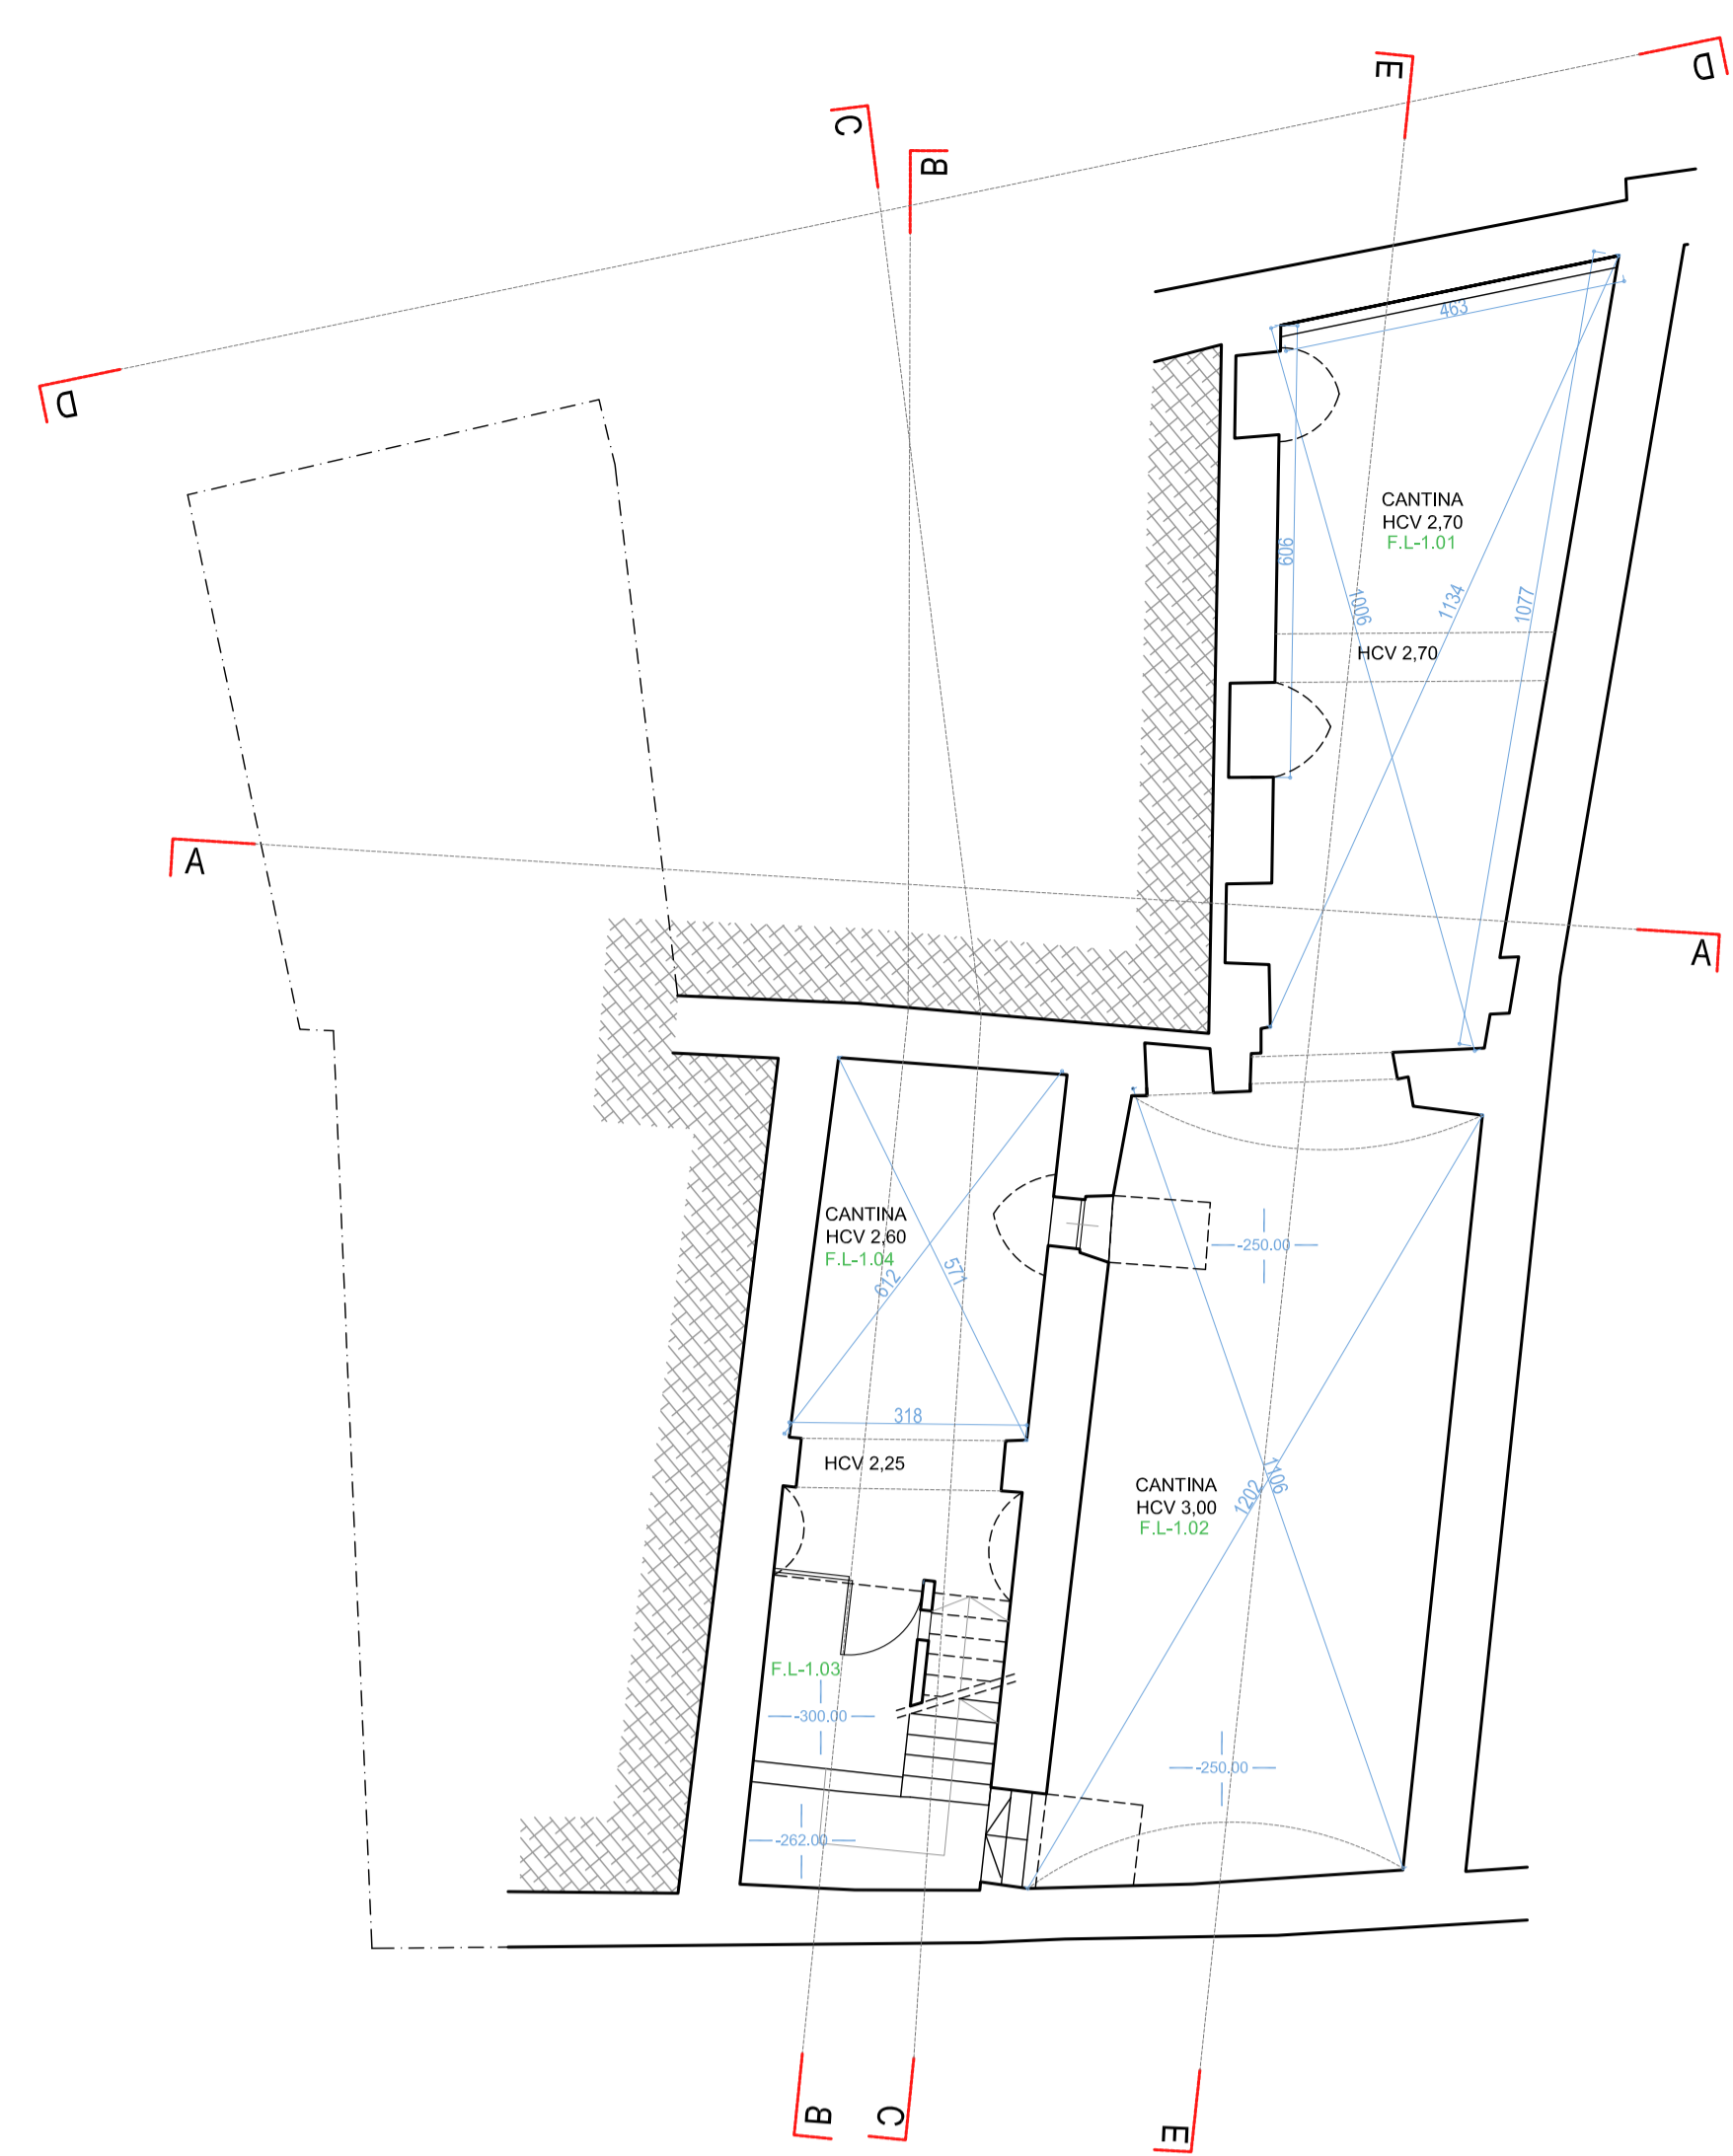 D
E
C
B
D
463
CANTINA
HCV 2,70
F.L-1.01
606
1006
1134
1077
HCV 2,70
A
A
CANTINA
HCV 2,60
F.L-1.04
612
571
-250.00
318
HCV 2,25
CANTINA
HCV 3,00
F.L-1.02
1202
1106
F.L-1.03
-300.00
-250.00
-262.00
B
C
E